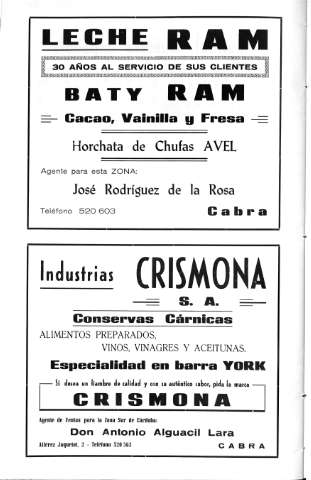 LECHE RAM
30 AÑOS AL SERVICIO DE SUS CLIENTES
BATY RAM
Cacao, Vainilla y Fresa
Horchata de Chufas AVEL
Agente para esta ZONA:
José Rodríguez de la Rosa
Teléfono 520 603 Cabra
Industrias CRISMONA
S. A.
Conservas Cárnicas
ALIMENTOS PREPARADOS,
VINOS, VINAGRES Y ACEITUNAS.
Especialidad en barra YORK
Si desea un fiambre de calidad y con su auténtico sabor, pida la marca
CRISMONA
Agente de Ventas para la Zona Sur de Córdoba:
Don Antonio Alguacil Lara
Alférez Jaquotot, 2 - Teléfono 520 563 CABRA